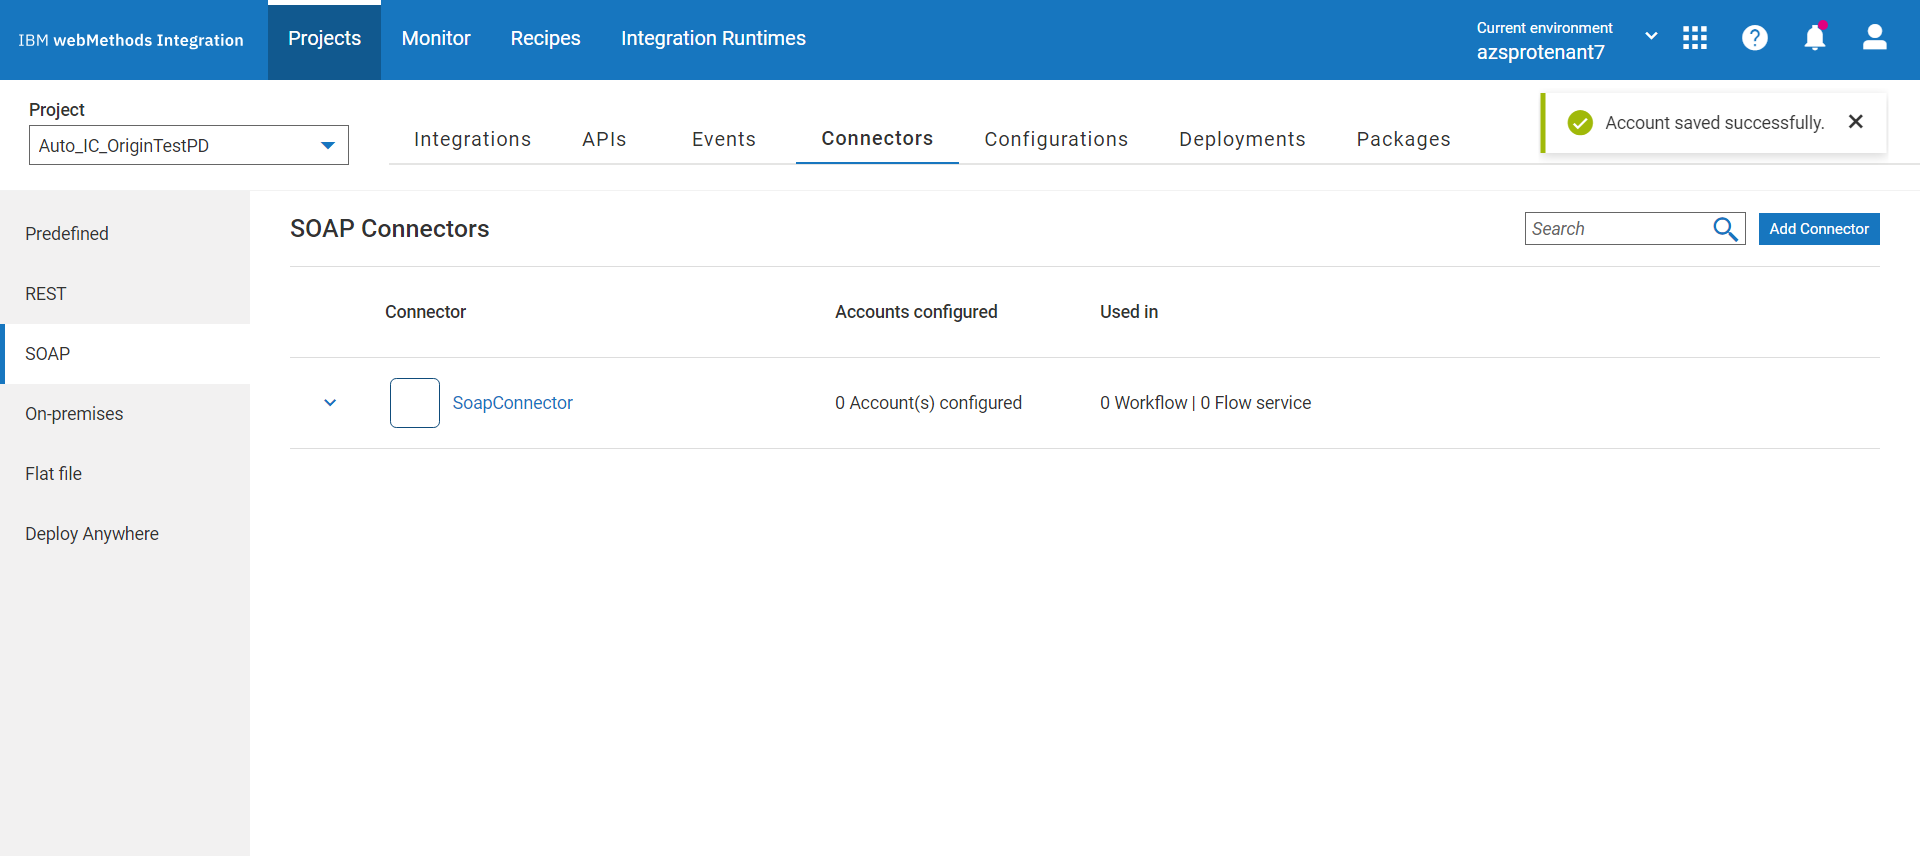 IBM webMethods Integration
Projects
Monitor
Recipes
Integration Runtimes
Current environment
azsprotenant7
Project
Auto_IC_OriginTestPD
Integrations
APIs
Events
Connectors
Configurations
Deployments
Packages
Account saved successfully.
Predefined
REST
SOAP
On-premises
Flat file
Deploy Anywhere
SOAP Connectors
Search
Add Connector
Connector
Accounts configured
Used in
SoapConnector
0 Account(s) configured
0 Workflow | 0 Flow service